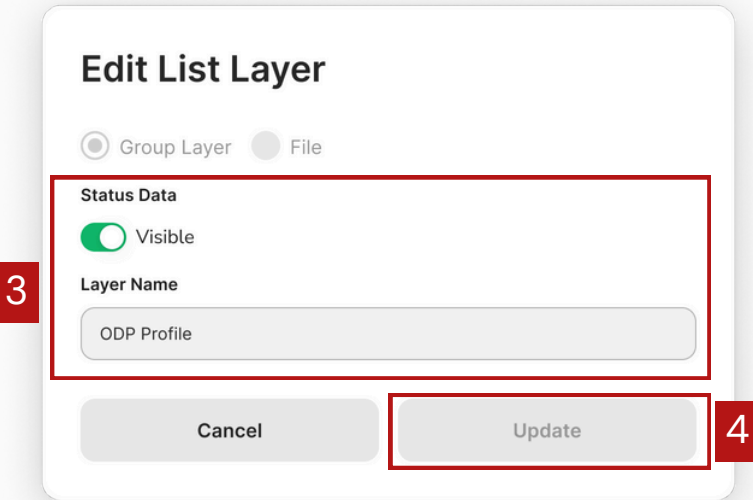 Edit List Layer
Group Layer File
Status Data
Visible
3
Layer Name
ODP Profile
Cancel Update
4